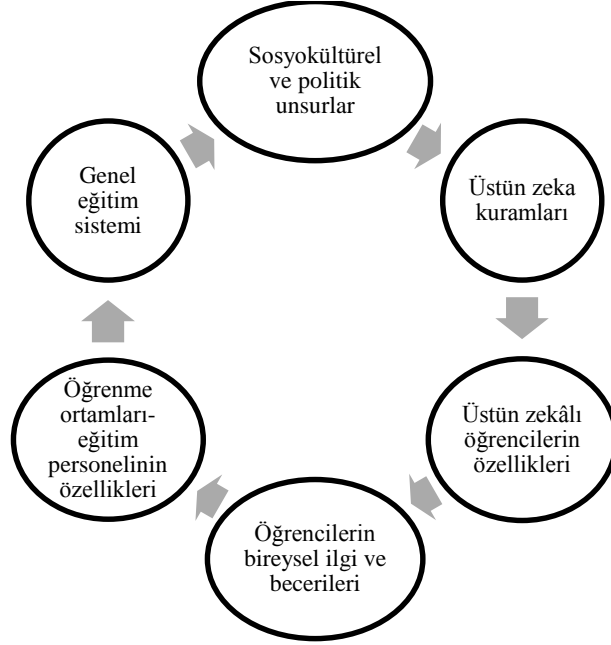 Sosyokültürel
ve politik
unsurlar
Üstün zeka
kuramları
Üstün zekâlı
öğrencilerin
özellikleri
Öğrencilerin
bireysel ilgi ve
becerileri
Öğrenme
ortamları-
eğitim
personelinin
özellikleri
Genel
eğitim
sistemi